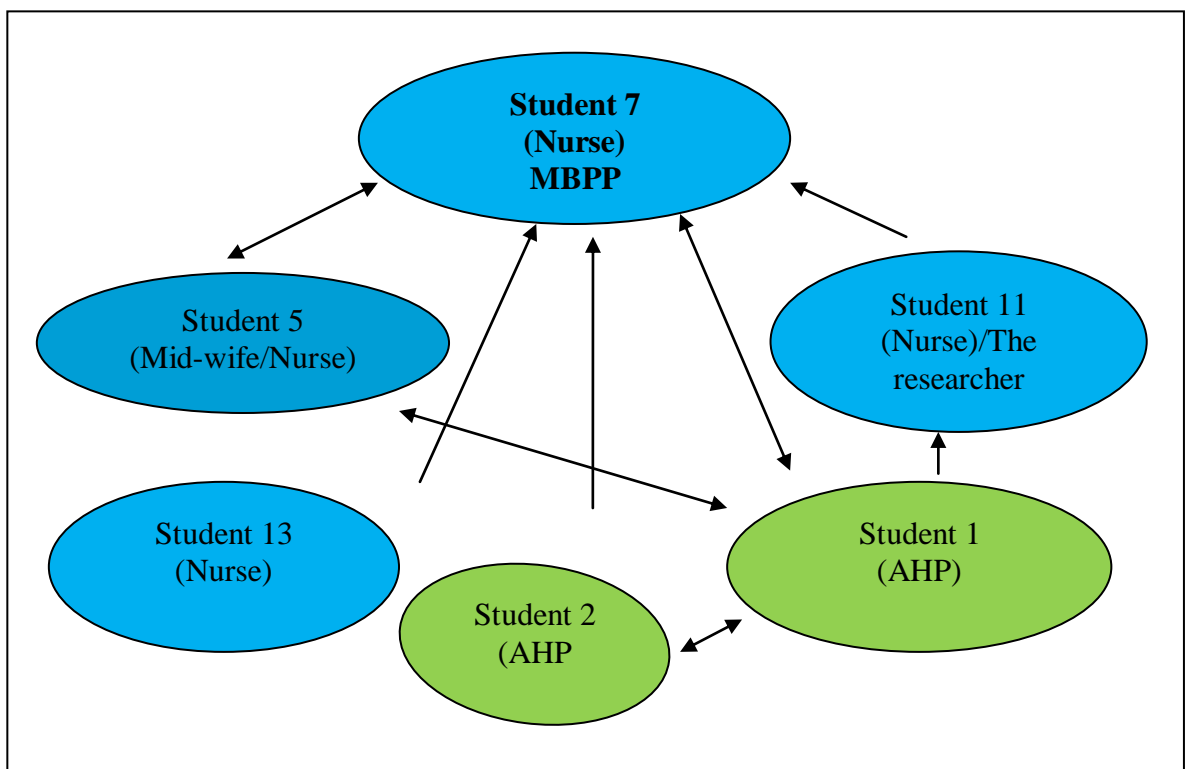 Student 7
(Nurse)
MBPP
Student 5
(Mid-wife/Nurse)
Student 11
(Nurse)/The
researcher
Student 13
(Nurse)
Student 2
(AHP
Student 1
(AHP)